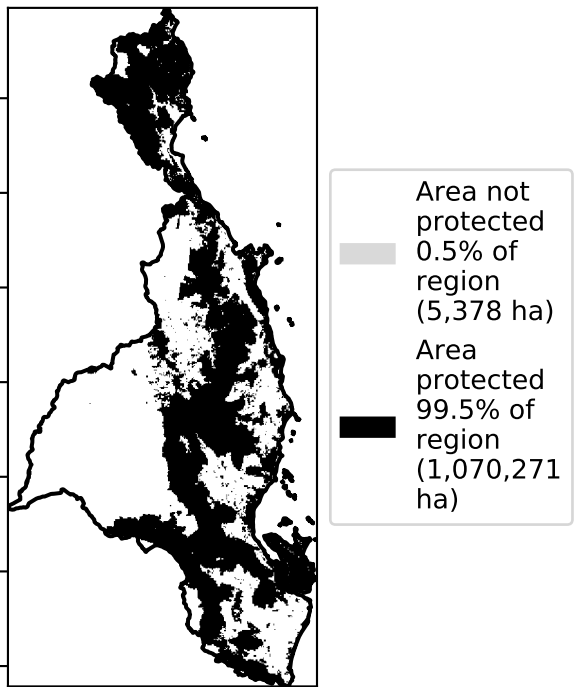 Area not
protected
0.5% of
region
(5,378 ha)
Area
protected
99.5% of
region
(1,070,271
ha)